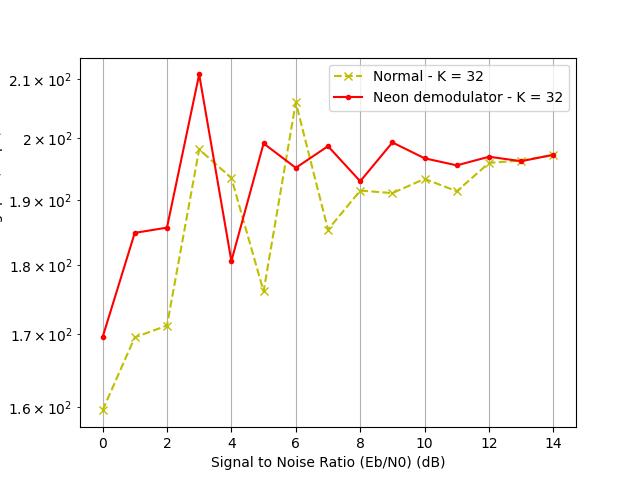 2.1 × 10²
2 × 10²
1.9 × 10²
1.8 × 10²
1.7 × 10²
1.6 × 10²
Normal - K = 32
Neon demodulator - K = 32
0 2 4 6 8 10 12 14
Signal to Noise Ratio (Eb/N0) (dB)